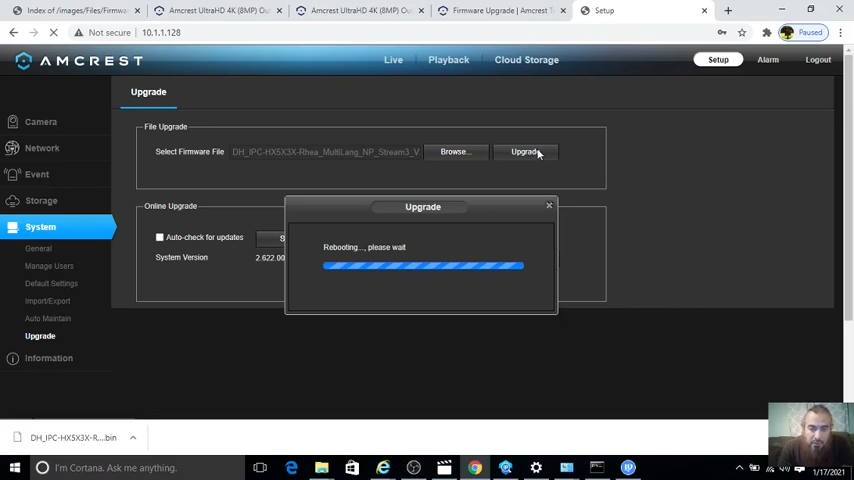 Index of /images/Files/Firmwa
Amcrest UltraHD 4K (8MP) Ou
Amcrest UltraHD 4K (8MP) Ou
Firmware Upgrade | Amcrest T
Setup
Not secure
10.1.1.128
Paused
AMCREST
Live
Playback
Cloud Storage
Setup
Alarm
Logout
Upgrade
Camera
Network
Event
Storage
System
General
Manage Users
Default Settings
Import/Export
Auto Maintain
Upgrade
Information
File Upgrade
Select Firmware File
DH_IPC-HX5X3X-Rhea_MultiLang_NP_Stream3_V
Browse...
Upgrade
Online Upgrade
Auto-check for updates
S
System Version
2.622.00
Upgrade
Rebooting..., please wait
DH_IPC-HX5X3X-R....bin
I'm Cortana. Ask me anything.
1/17/2021